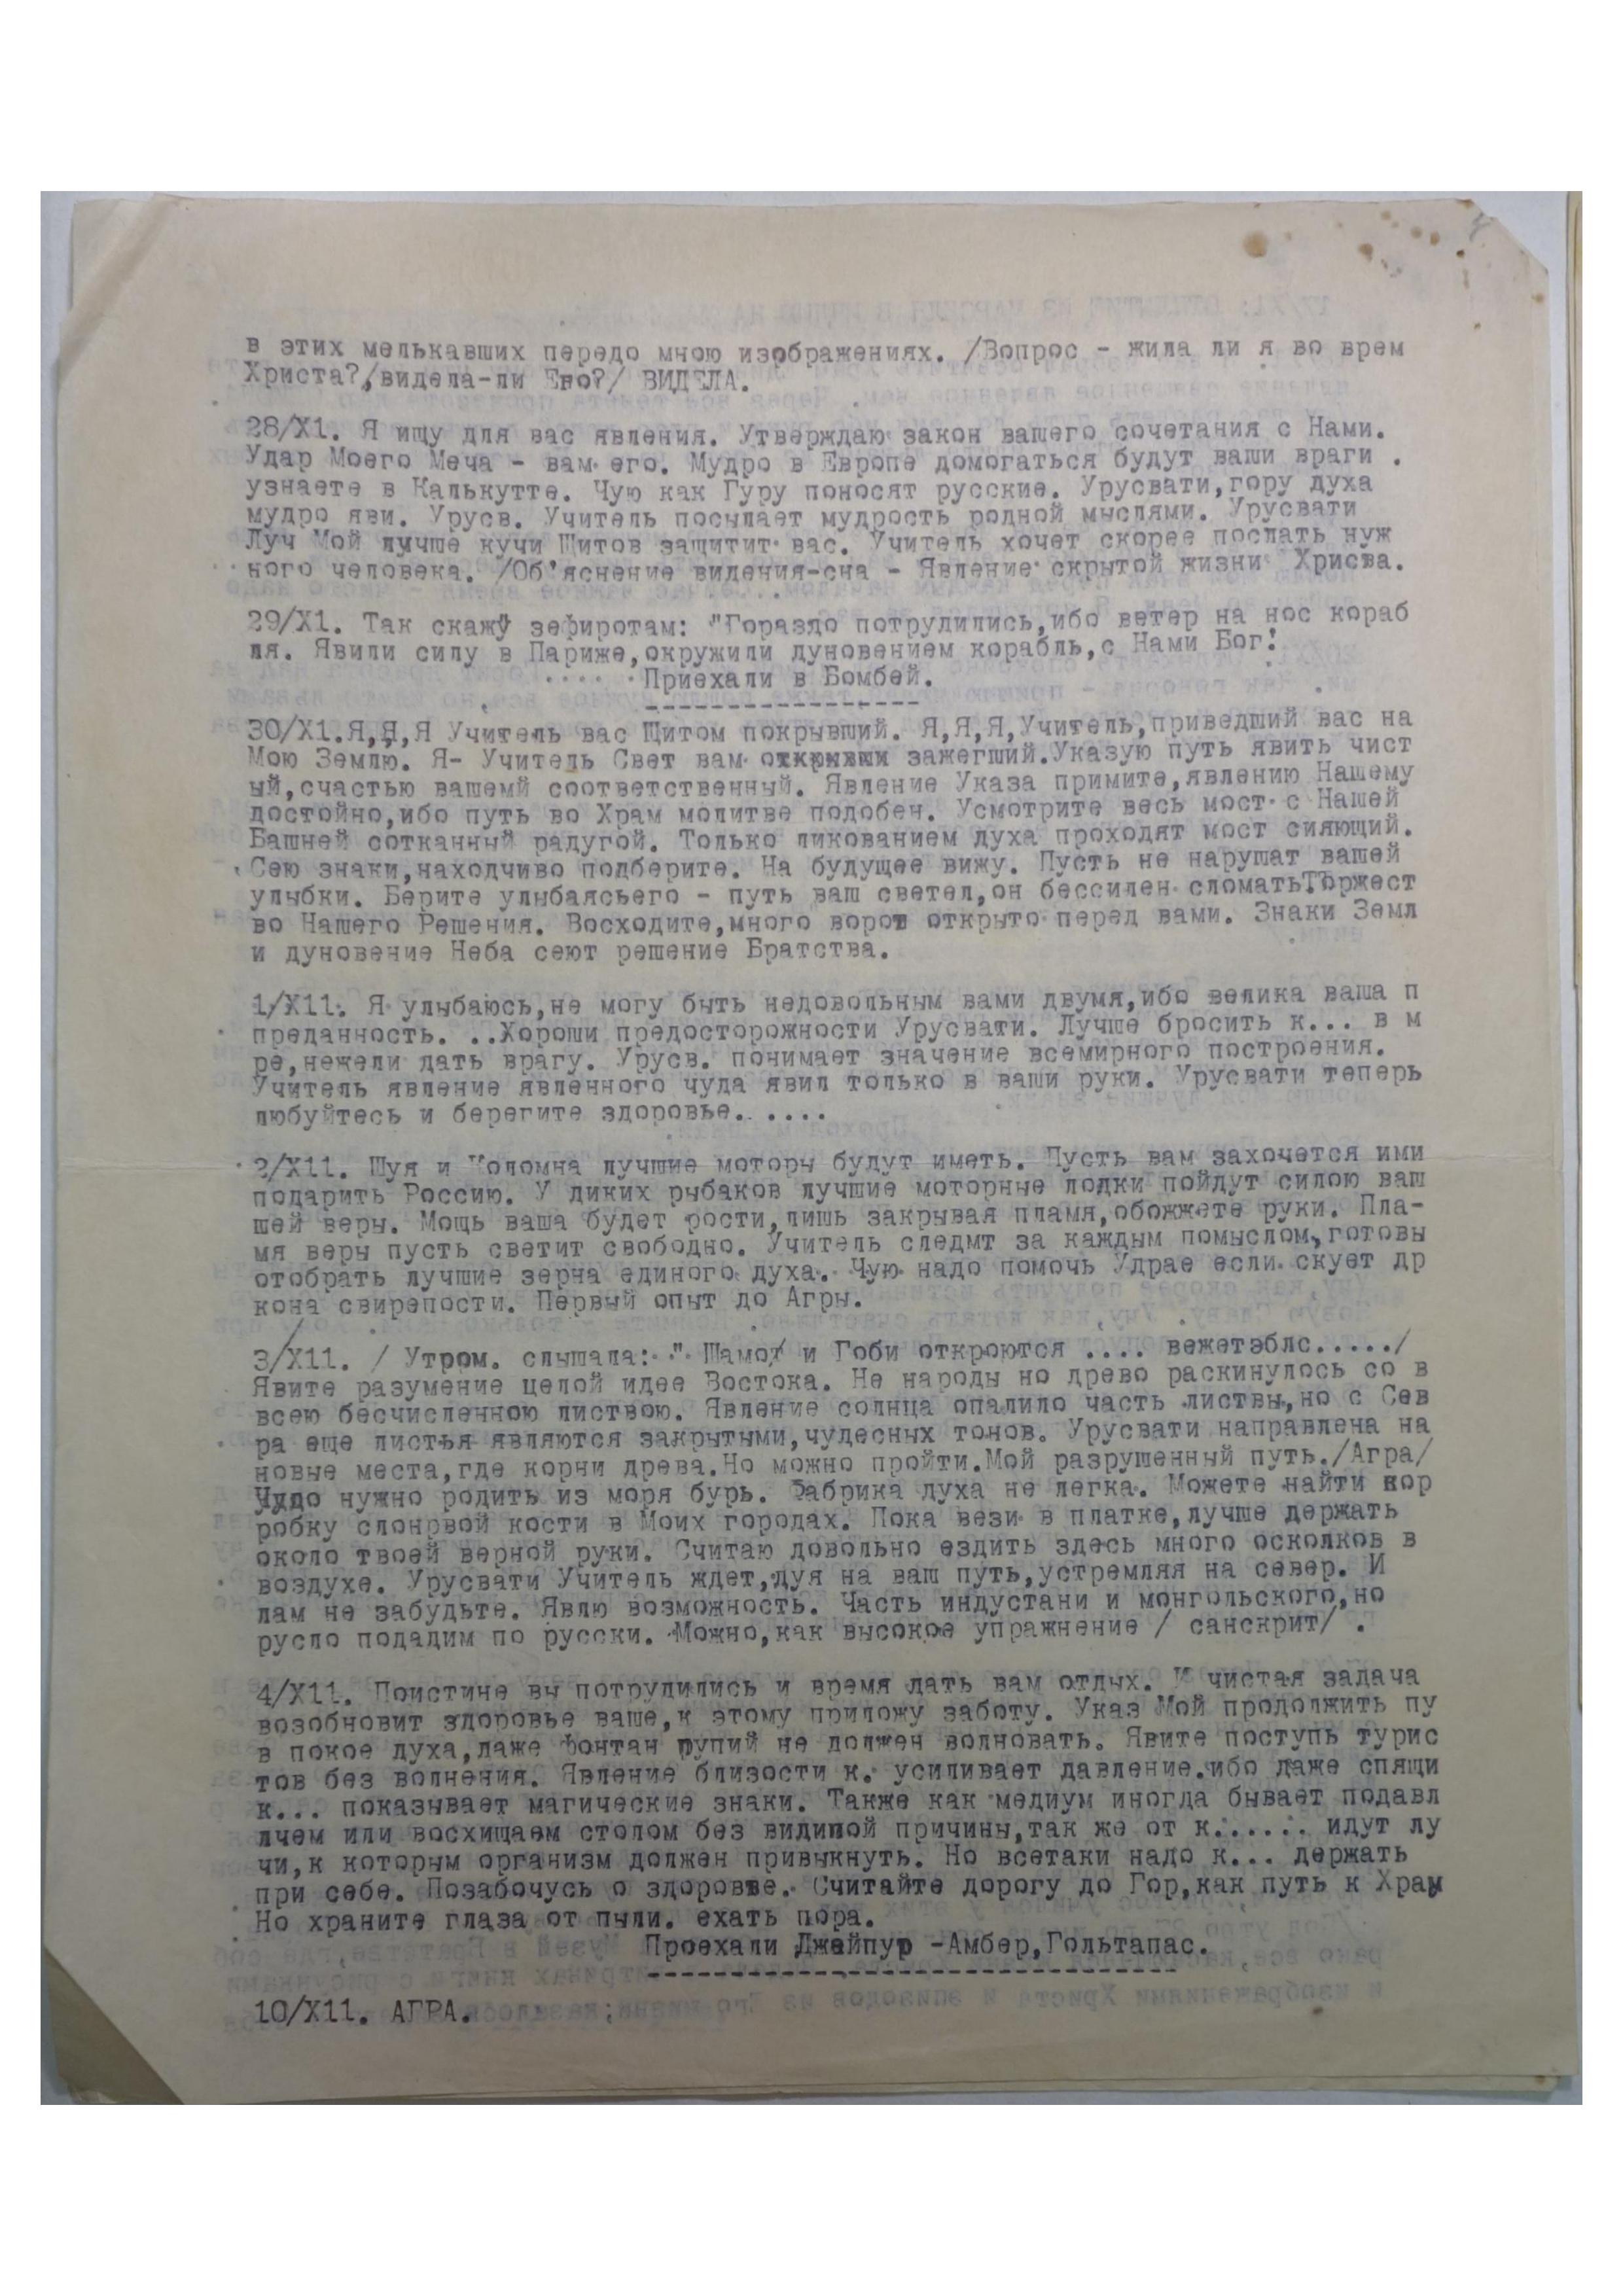 в этих мелькавших передо мною изображениях. /Вопрос - жила ли я во врем
Христа?/видела-ли Его?/ ВИДЕЛА.
28/Х1. Я ищу для вас явления. Утверждаю закон вашего сочетания с Нами.
Удар Моего Меча - вам его. Мудро в Европе домогаться будут ваши враги .
узнаете в Калькутте. Чую как Гуру поносят русские. Урусвати,гору духа
мудро яви. Урусв. Учитель посылает мудрость родной мыслями. Урусвати
Луч Мой лучше кучи Щитов защитит вас. Учитель хочет скорее послать нуж
ного человека. /Об'яснение видения-сна - Явление скрытой жизни Христа.
29/Х1. Так скажу зефиротам: "Гораздо потрудились,ибо ветер на нос кораб
ля. Явили силу в Париже,окружили дуновением корабль,с Нами Бог!
..... Приехали в Бомбей.
-----------------
30/Х1.Я,Я,Я Учитель вас Щитом покрывший. Я,Я,Я,Учитель,приведший вас на
Мою Землю. Я- Учитель Свет вам зажегший.Указую путь явить чист
ый,счастью вашемй соответственный. Явление Указа примите,явлению Нашему
достойно,ибо путь во Храм молитве подобен. Усмотрите весь мост с Нашей
Башней сотканный радугой. Только ликованием духа проходят мост сияющий.
Сею знаки,находчиво подберите. На будущее вижу. Пусть не нарушат вашей
улыбки. Берите улыбаясьего - путь ваш светел,он бессилен сломатьТоржест
во Нашего Решения. Восходите,много ворот открыто перед вами. Знаки Земл
и дуновение Неба сеют решение Братства.
1/Х11. Я улыбаюсь,не могу быть недовольным вами двумя,ибо велика ваша п
преданность. ..Хороши предосторожности Урусвати. Лучше бросить к... в м
ре,нежели дать врагу. Урусв. понимает значение всемирного построения.
Учитель явление явленного чуда явил только в ваши руки. Урусвати теперь
любуйтесь и берегите здоровье......
2/Х11. Шуя и Коломна лучшие моторы будут иметь. Пусть вам захочется ими
подарить Россию. У диких рыбаков лучшие моторные лодки пойдут силою ваш
шей веры. Мощь ваша будет рости,лишь закрывая пламя,обожжете руки. Пла-
мя веры пусть светит свободно. Учитель следмт за каждым помыслом,готовы
отобрать лучшие зерна единого духа. Чую надо помочь Удрае если скует др
кона свирепости. Первый опыт до Агры.
3/Х11. / Утром. слышала: " Шамо/ и Гоби откроются .... вежетэблс...../
Явите разумение целой идее Востока. Не народы но древо раскинулось со в
всею бесчисленною листвою. Явление солнца опалило часть листвы,но с Сев
ра еще листья являются закрытыми,чудесных тонов. Урусвати направлена на
новые места,где корни древа.Но можно пройти.Мой разрушенный путь./Агра/
Чудо нужно родить из моря бурь. Фабрика духа не легка. Можете найти кор
робку слонрвой кости в Моих городах. Пока вези в платке,лучше держать
около твоей верной руки. Считаю довольно ездить здесь много осколков в
воздухе. Урусвати Учитель ждет,дуя на ваш путь,устремляя на север. И
лам не забудьте. Явлю возможность. Часть индустани и монгольского,но
русло подадим по русски. Можно,как высокое упражнение / санскрит/ .
4/Х11. Поистине вы потрудились и время дать вам отдых. И чистая задача
возобновит здоровье ваше,к этому приложу заботу. Указ Мой продолжить пу
в покое духа,даже фонтан рупий не должен волновать. Явите поступь турис
тов без волнения. Явление близости к. усиливает давление.ибо даже спящи
к... показывает магические знаки. Также как медиум иногда бывает подавл
лчем или восхищаем столом без причины,так же от к...... идут лу
чи,к которым организм должен привыкнуть. Но всетаки надо к... держать
при себе. Позабочусь о здоровье. Считайте дорогу до Гор,как путь к Храм
Но храните глаза от пыли. ехать пора.
Проехали Джайпур -Амбер,Гольтапас.
---------------------------------
10/Х11. АГРА.